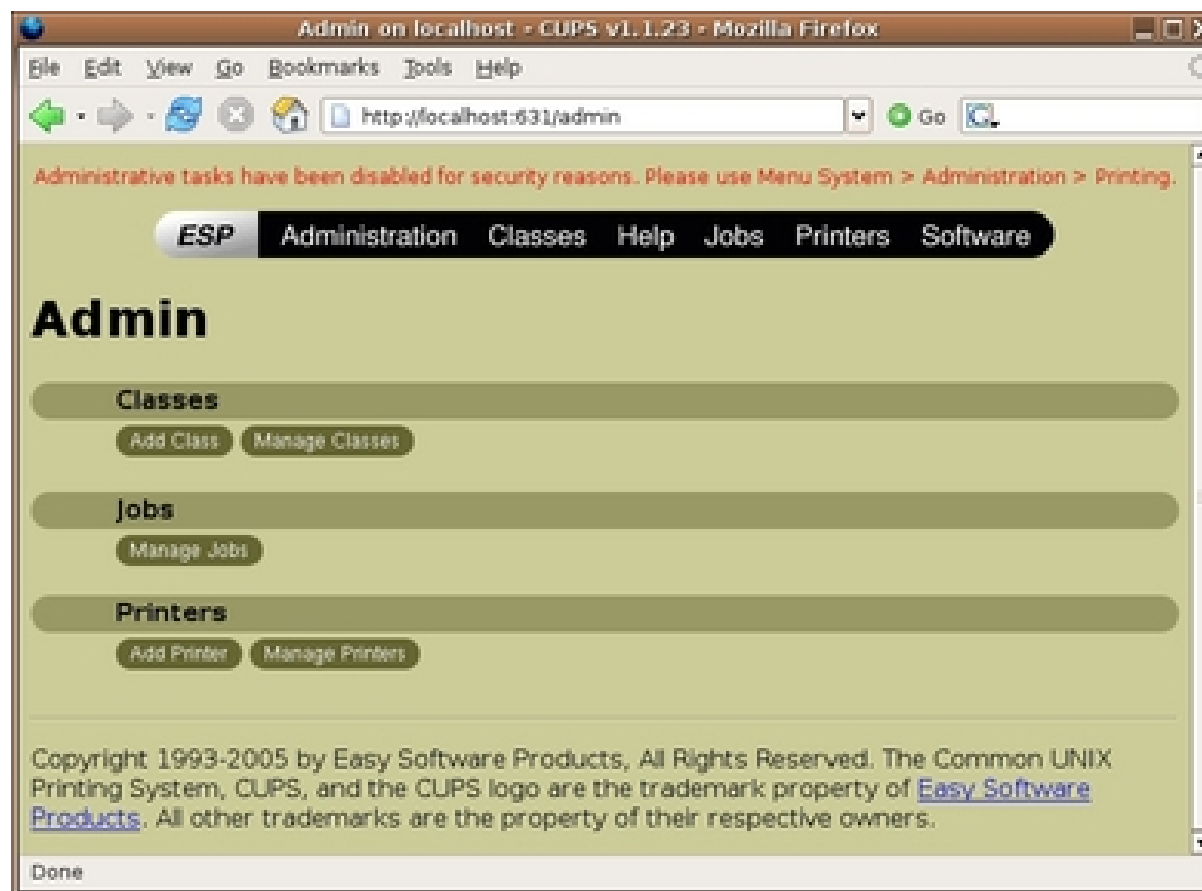 Admin on localhost - CUPS v1.1.23 - Mozilla Firefox
File Edit View Go Bookmarks Tools Help
http://localhost:631/admin Go
Administrative tasks have been disabled for security reasons. Please use Menu System > Administration > Printing.
ESP Administration Classes Help Jobs Printers Software
Admin
Classes
Add Class Manage Classes
Jobs
Manage Jobs
Printers
Add Printer Manage Printers
Copyright 1993-2005 by Easy Software Products, All Rights Reserved. The Common UNIX
Printing System, CUPS, and the CUPS logo are the trademark property of Easy Software
Products. All other trademarks are the property of their respective owners.
Done